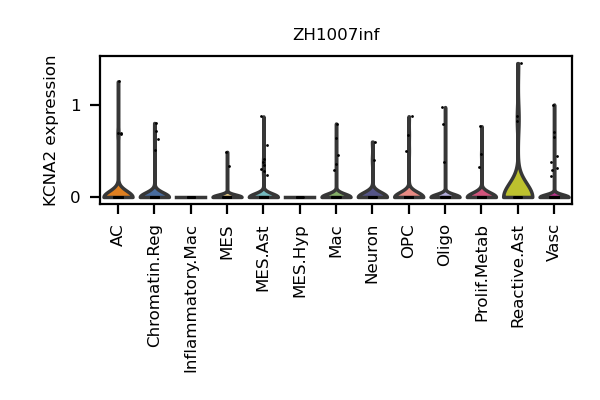 ZH1007inf
KCNA2 expression
1
0
AC
Chromatin.Reg
Inflammatory.Mac
MES
MES.Ast
MES.Hyp
Mac
Neuron
OPC
Oligo
Prolif.Metab
Reactive.Ast
Vasc